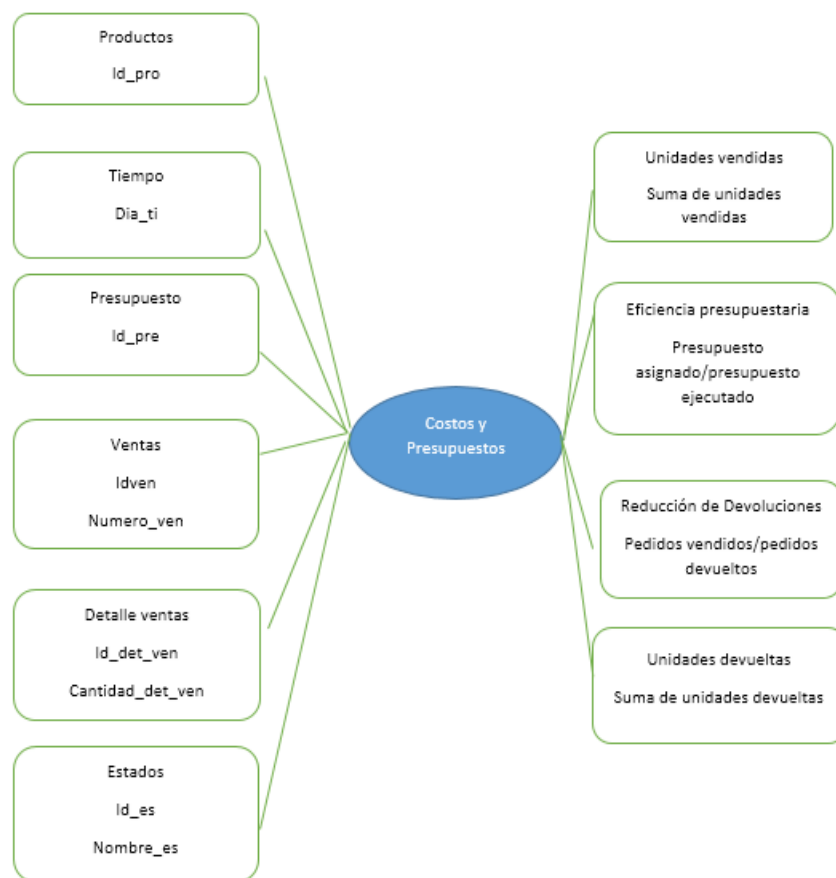 Productos
Id_pro
Tiempo
Dia_ti
Presupuesto
Id_pre
Ventas
Idven
Numero_ven
Detalle ventas
Id_det_ven
Cantidad_det_ven
Estados
Id_es
Nombre_es
Costos y
Presupuestos
Unidades vendidas
Suma de unidades
vendidas
Eficiencia presupuestaria
Presupuesto
asignado/presupuesto
ejecutado
Reducción de Devoluciones
Pedidos vendidos/pedidos
devueltos
Unidades devueltas
Suma de unidades devueltas